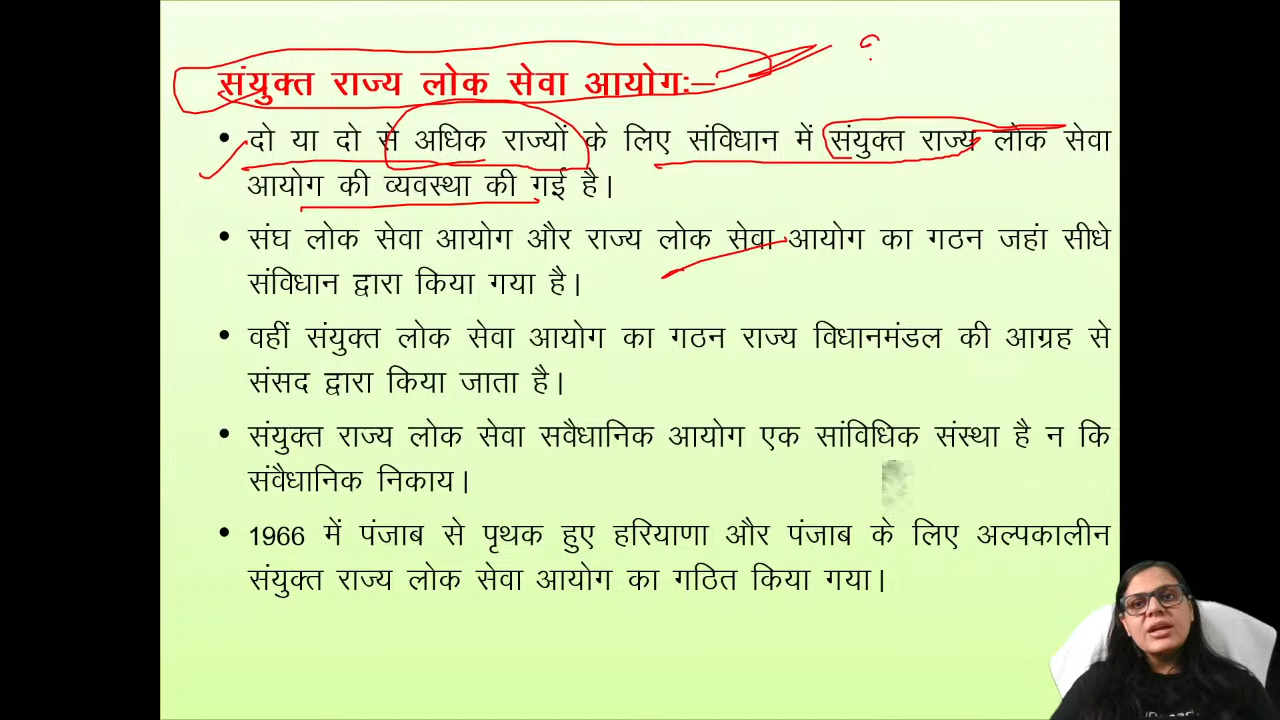 संयुक्त राज्य लोक सेवा आयोगः–
• दो या दो से अधिक राज्यों के लिए संविधान में संयुक्त राज्य लोक सेवा
आयोग की व्यवस्था की गई है।
• संघ लोक सेवा आयोग और राज्य लोक सेवा आयोग का गठन जहां सीधे
संविधान द्वारा किया गया है।
• वहीं संयुक्त लोक सेवा आयोग का गठन राज्य विधानमंडल की आग्रह से
संसद द्वारा किया जाता है।
• संयुक्त राज्य लोक सेवा सवैधानिक आयोग एक सांविधिक संस्था है न कि
संवैधानिक निकाय।
• 1966 में पंजाब से पृथक हुए हरियाणा और पंजाब के लिए अल्पकालीन
संयुक्त राज्य लोक सेवा आयोग का गठित किया गया।